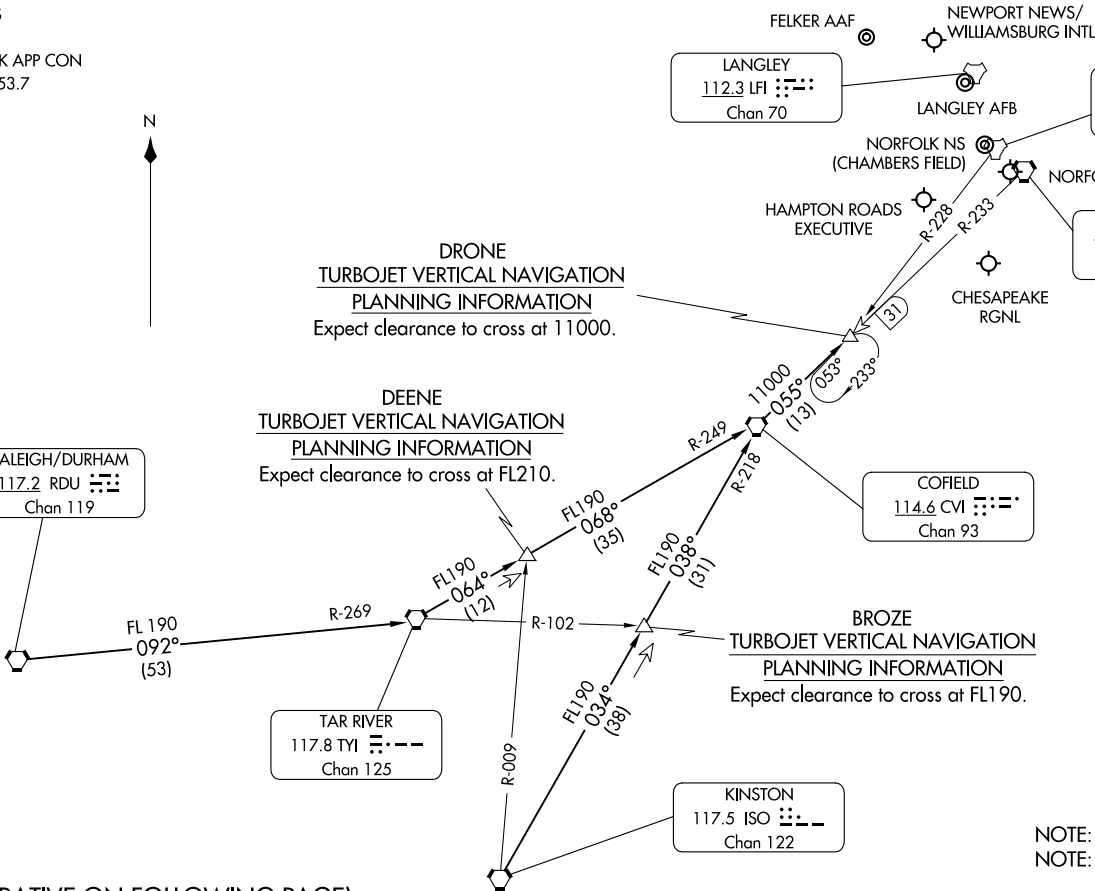 K APP CON
53.7
N
FELKER AAF
NEWPORT NEWS/
WILLIAMSBURG INTL
LANGLEY
112.3 LFI
Chan 70
LANGLEY AFB
NORFOLK NS
(CHAMBERS FIELD)
NORFO
HAMPTON ROADS
EXECUTIVE
R-228
R-233
CHESAPEAKE
RGNL
31
DRONE
TURBOJET VERTICAL NAVIGATION
PLANNING INFORMATION
Expect clearance to cross at 11000.
053°
233°
11000
055°
(13)
DEENE
TURBOJET VERTICAL NAVIGATION
PLANNING INFORMATION
Expect clearance to cross at FL210.
R-249
R-218
ALEIGH/DURHAM
117.2 RDU
Chan 119
COFIELD
114.6 CVI
Chan 93
FL190
068°
(35)
FL190
064°
(12)
FL190
038°
(31)
R-269
FL 190
092°
(53)
R-102
BROZE
TURBOJET VERTICAL NAVIGATION
PLANNING INFORMATION
Expect clearance to cross at FL190.
FL190
034°
(38)
TAR RIVER
117.8 TYI
Chan 125
R-009
KINSTON
117.5 ISO
Chan 122
NOTE:
NOTE:
RATIVE ON FOLLOWING PAGE)